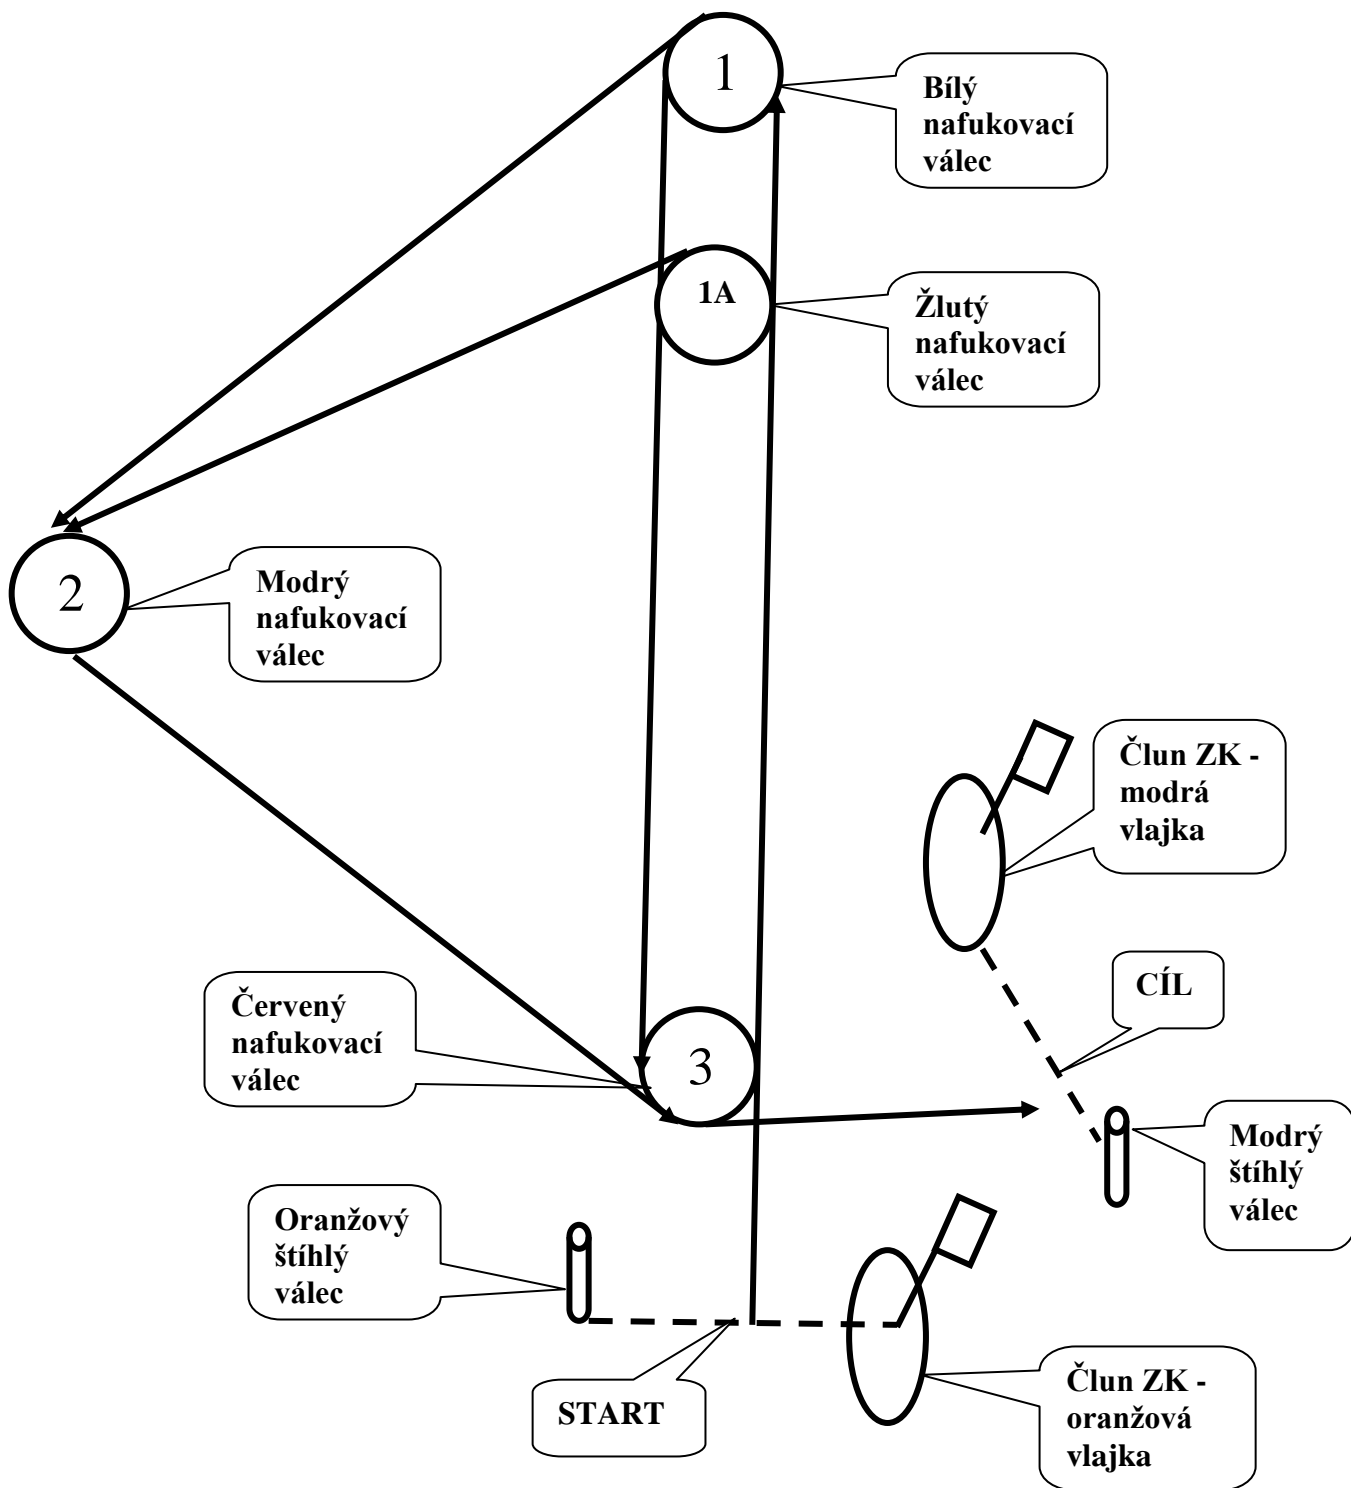 1
Bílý
nafukovací
válec
1A
Žlutý
nafukovací
válec
2
Modrý
nafukovací
válec
Člun ZK -
modrá
vlajka
CÍL
Červený
nafukovací
válec
3
Modrý
štíhlý
válec
Oranžový
štíhlý
válec
START
Člun ZK -
oranžová
vlajka